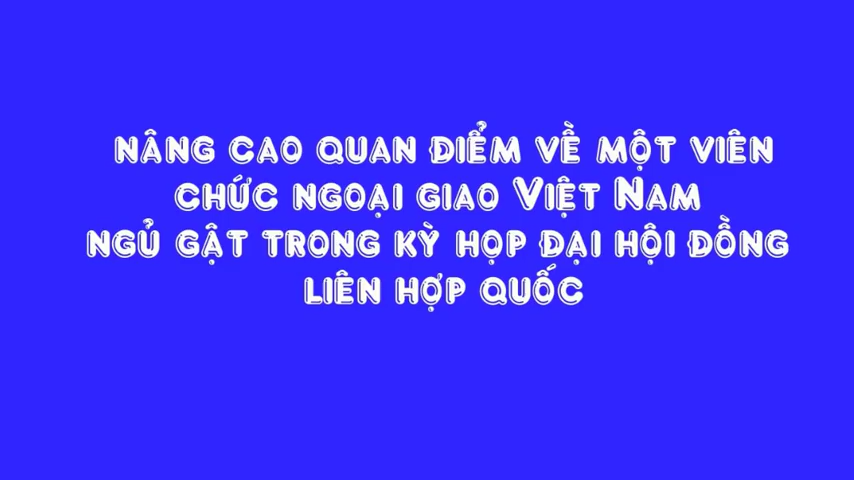 NÂNG CAO QUAN ĐIỂM VỀ MỘT VIÊN
CHỨC NGOẠI GIAO VIỆT NAM
NGỦ GẬT TRONG KỲ HỌP ĐẠI HỘI ĐỒNG
LIÊN HỢP QUỐC